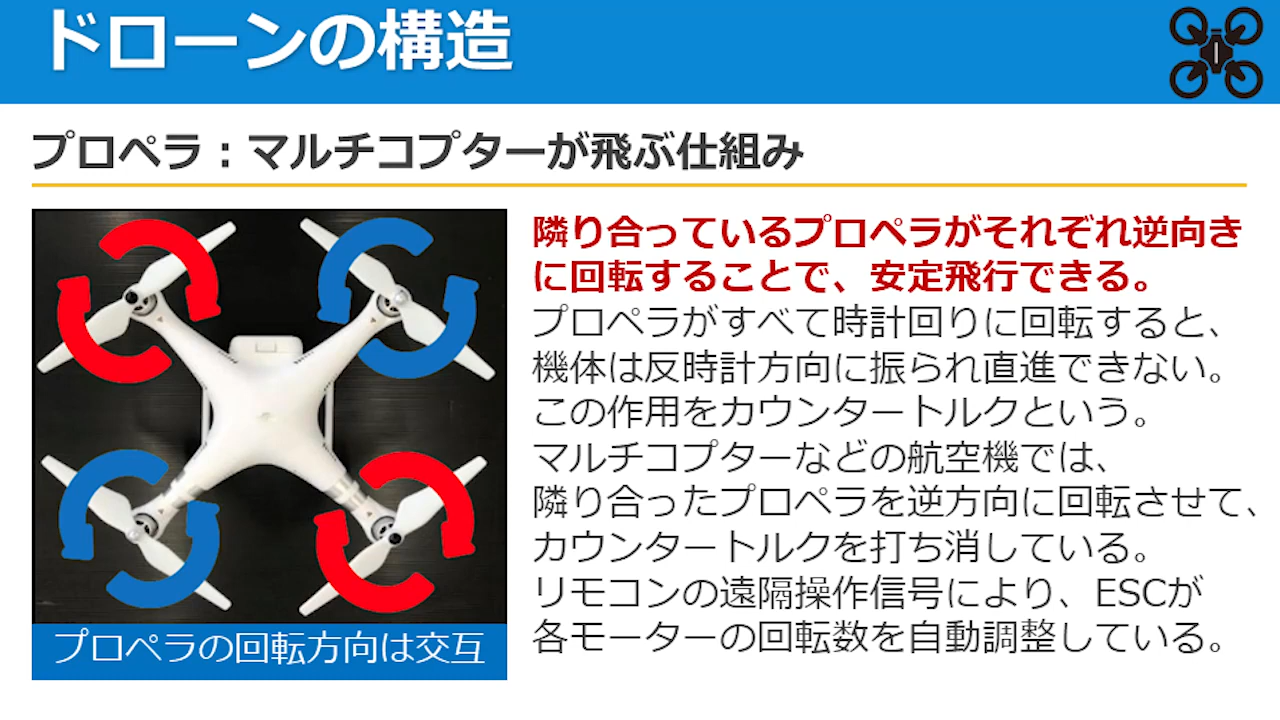 ドローンの構造
プロペラ：マルチコプターが飛ぶ仕組み
隣り合っているプロペラがそれぞれ逆向き
に回転することで、安定飛行できる。
プロペラがすべて時計回りに回転すると、
機体は反時計方向に振られ直進できない。
この作用をカウンタートルクという。
マルチコプターなどの航空機では、
隣り合ったプロペラを逆方向に回転させて、
カウンタートルクを打ち消している。
リモコンの遠隔操作信号により、ESCが
各モーターの回転数を自動調整している。
プロペラの回転方向は交互